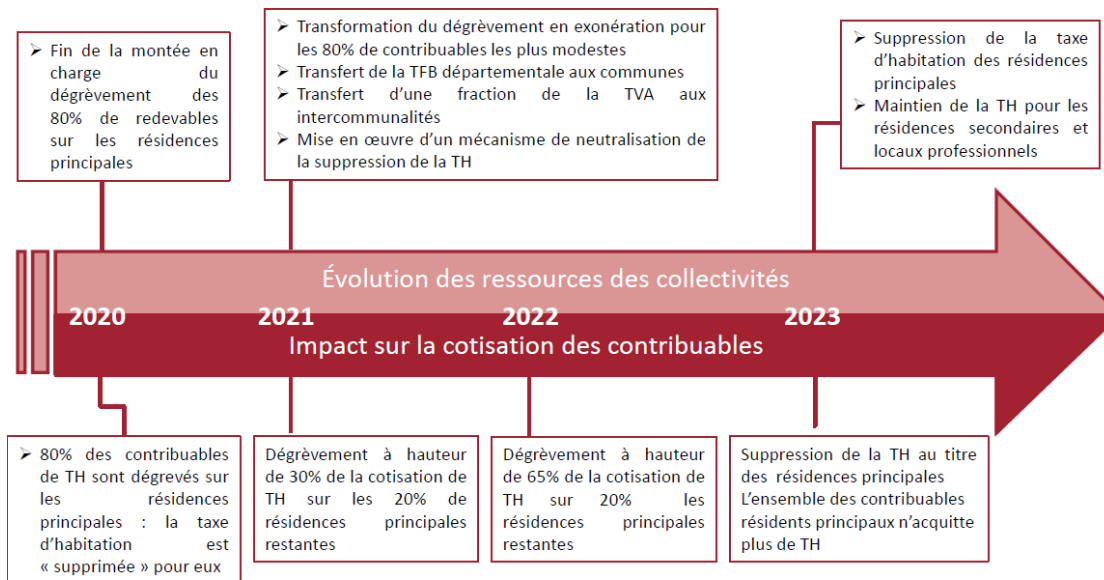 ➢ Fin de la montée en
charge du
dégrèvement des
80% de redevables
sur les résidences
principales
➢ Transformation du dégrèvement en exonération pour
les 80% de contribuables les plus modestes
➢ Transfert de la TFB départementale aux communes
➢ Transfert d’une fraction de la TVA aux
intercommunalités
➢ Mise en œuvre d’un mécanisme de neutralisation de
la suppression de la TH
➢ Suppression de la taxe
d’habitation des résidences
principales
➢ Maintien de la TH pour les
résidences secondaires et
locaux professionnels
Évolution des ressources des collectivités
2020 2021 2022 2023
Impact sur la cotisation des contribuables
➢ 80% des contribuables
de TH sont dégrevés sur
les résidences
principales : la taxe
d’habitation est
« supprimée » pour eux
Dégrèvement à hauteur
de 30% de la cotisation de
TH sur les 20% de
résidences principales
restantes
Dégrèvement à hauteur
de 65% de la cotisation de
TH sur 20% les
résidences principales
restantes
Suppression de la TH au titre
des résidences principales
L’ensemble des contribuables
résidents principaux n’acquitte
plus de TH